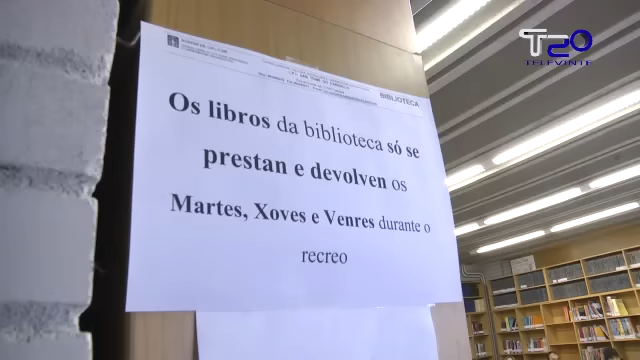 T20
TELEVINTE
BIBLIOTECA
Os libros da biblioteca só se
prestan e devolven os
Martes, Xoves e Venres durante o
recreo